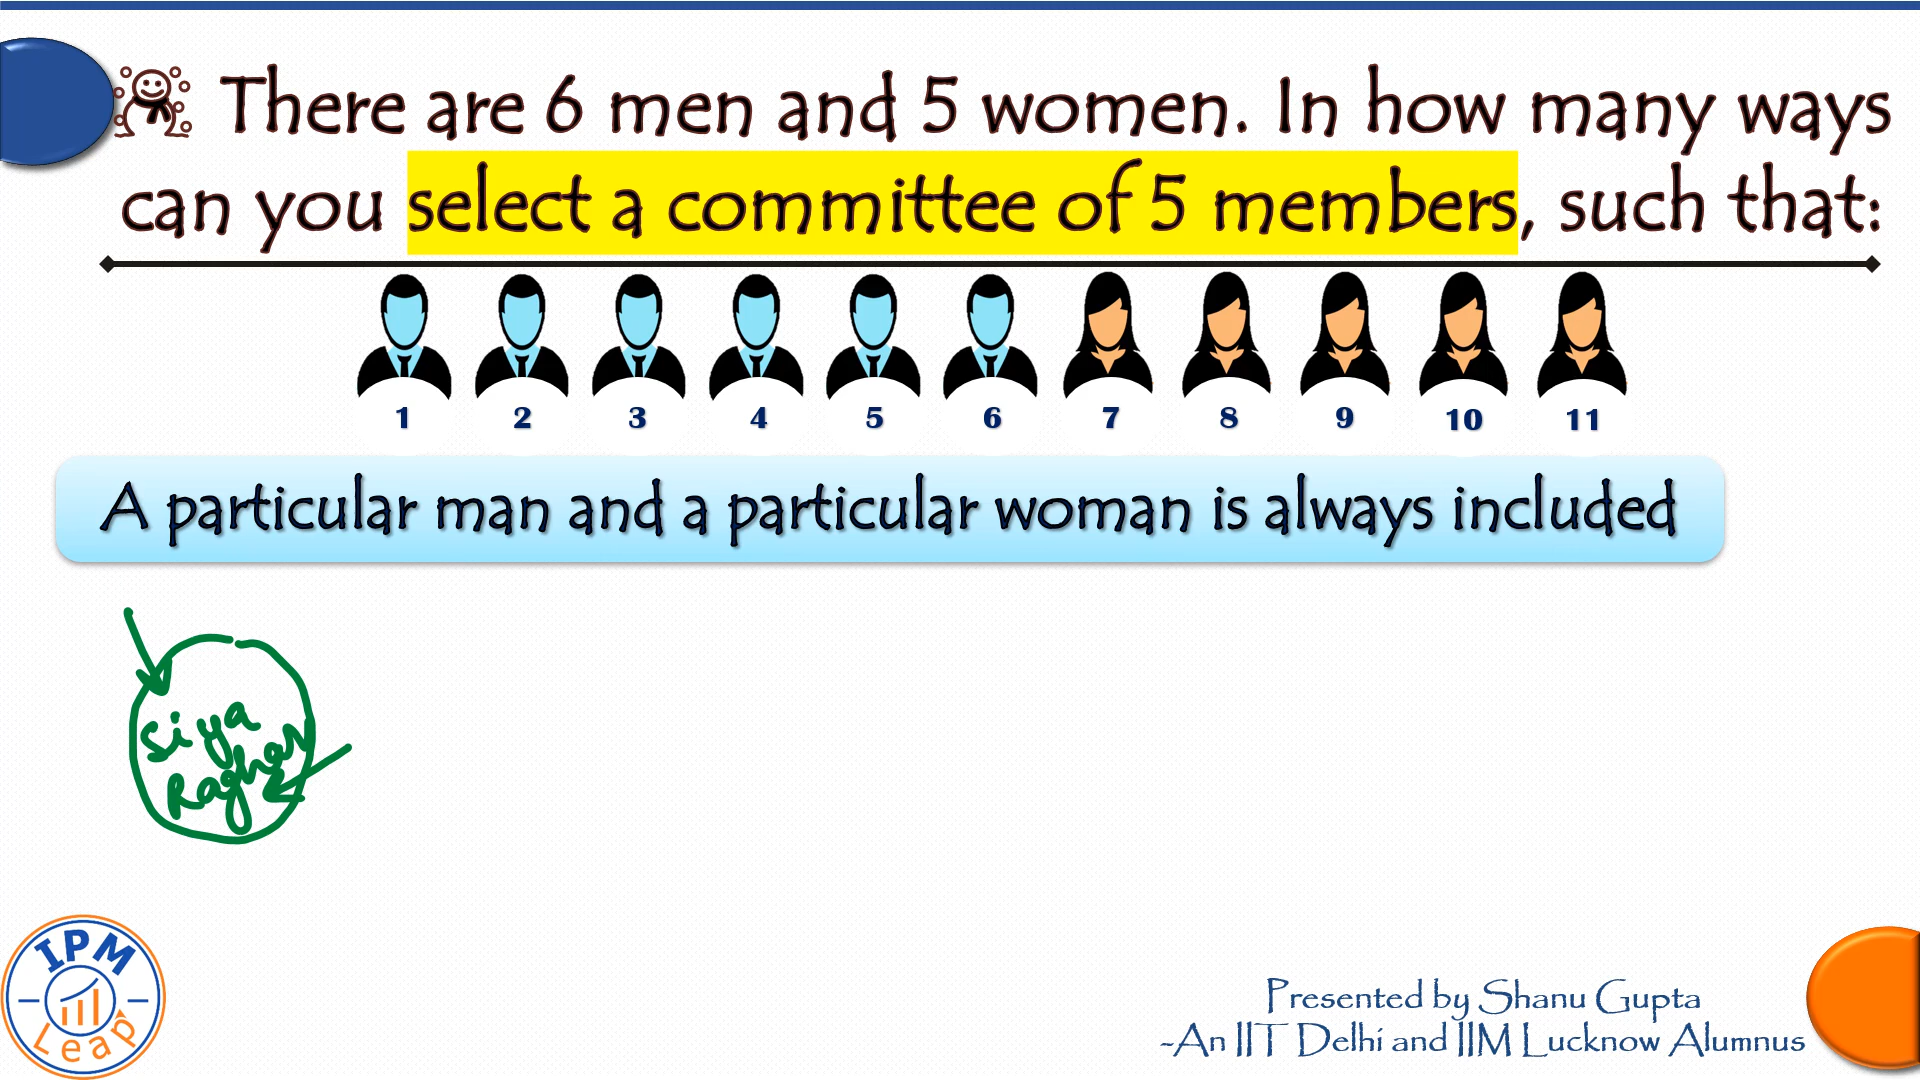 There are 6 men and 5 women. In how many ways
can you select a committee of 5 members, such that:
1 2 3 4 5 6 7 8 9 10 11
A particular man and a particular woman is always included
Siya
Raghav
IPM
Leap
Presented by Shanu Gupta
-An IIT Delhi and IIM Lucknow Alumnus